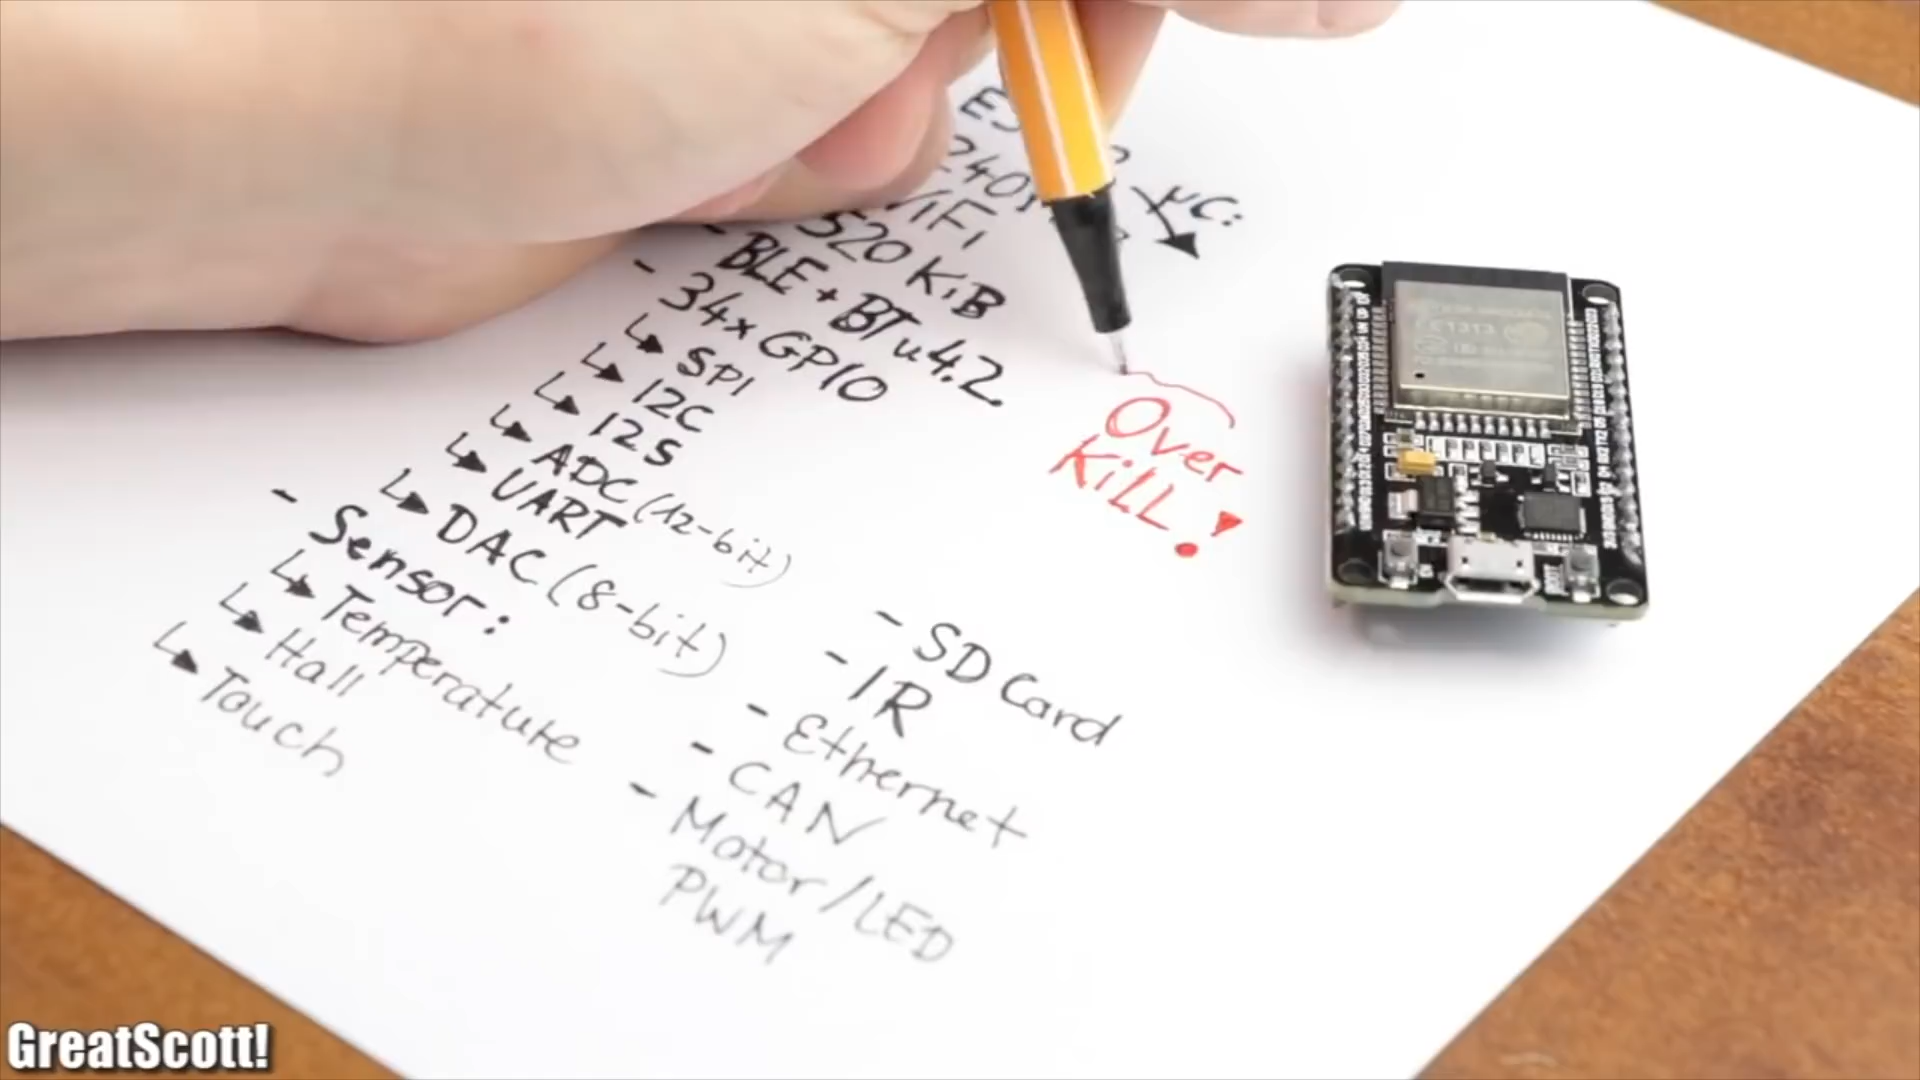 µC:
520 KiB
- BLE + BT v4.2
- 34x GPIO
↳ SPI
↳ I2C
↳ I2S
↳ ADC (12-bit)
↳ UART
↳ DAC (8-bit)
- Sensor:
↳ Temperature
↳ Hall
↳ Touch
- SD Card
- IR
- Ethernet
- CAN
- Motor/LED
PWM
Over
Kill!
GreatScott!